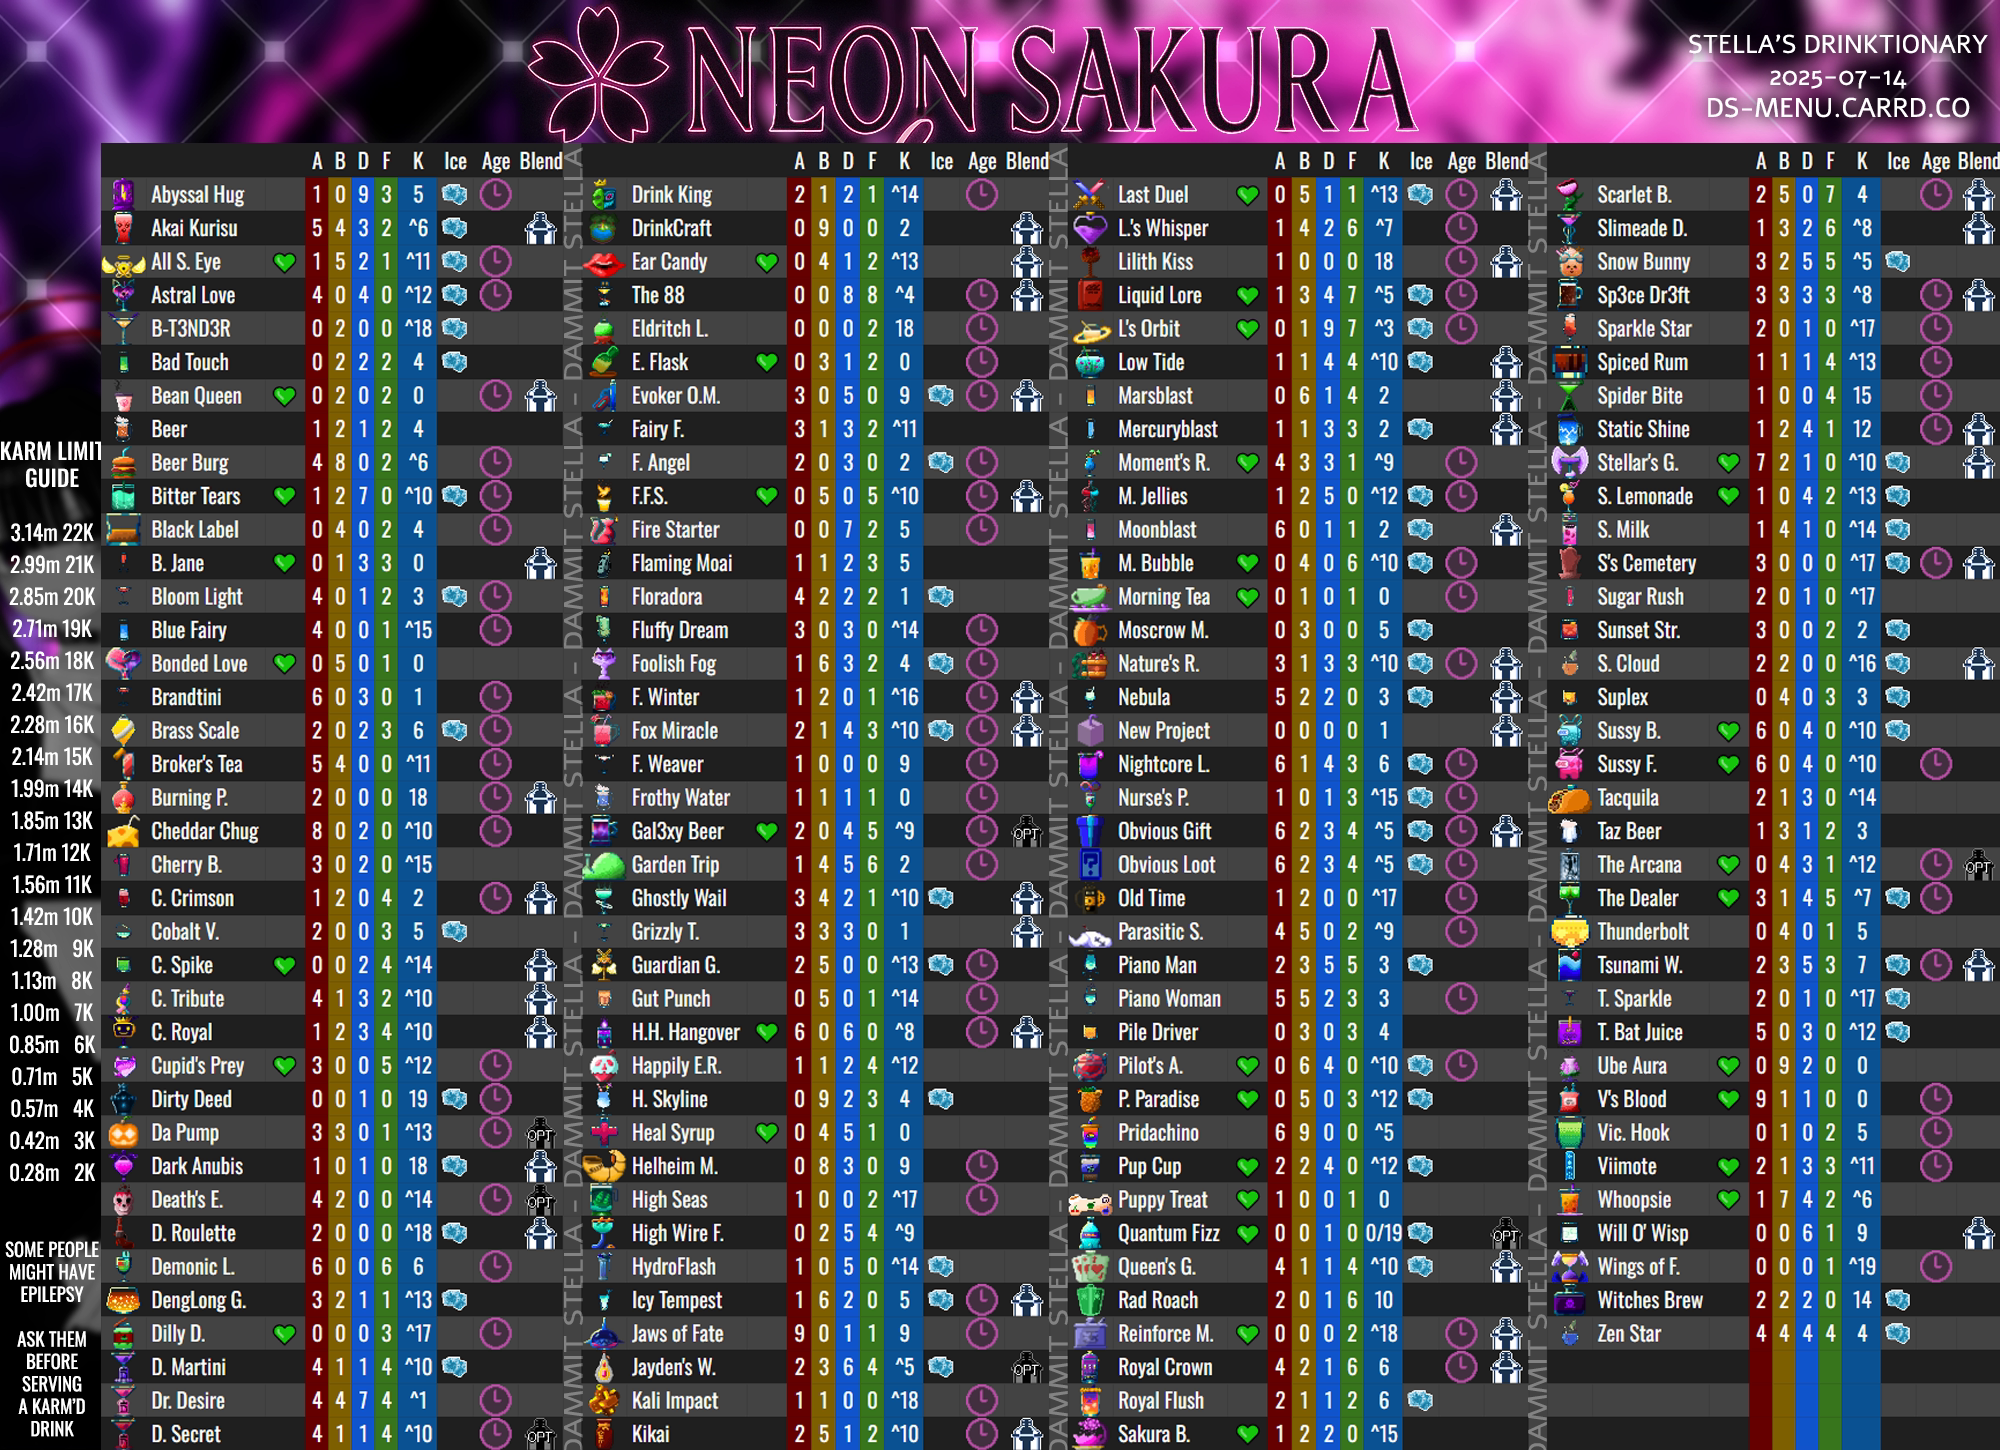 NEON SAKURA
STELLA'S DRINKTIONARY
2025-07-14
DS-MENU.CARRD.CO
A B D F K Ice Age Blend
Abyssal Hug 1 0 9 3 5
Akai Kurisu 5 4 3 2 ^6
All S. Eye 1 5 2 1 ^11
Astral Love 4 0 4 0 ^12
B-T3ND3R 0 2 0 0 ^18
Bad Touch 0 2 2 2 4
Bean Queen 0 2 0 2 0
Beer 1 2 1 2 4
Beer Burg 4 8 0 2 ^6
Bitter Tears 1 2 7 0 ^10
Black Label 0 4 0 2 4
B. Jane 0 1 3 3 0
Bloom Light 4 0 1 2 3
Blue Fairy 4 0 0 1 ^15
Bonded Love 0 5 0 1 0
Brandtini 6 0 3 0 1
Brass Scale 2 0 2 3 6
Broker's Tea 5 4 0 0 ^11
Burning P. 2 0 0 0 18
Cheddar Chug 8 0 2 0 ^10
Cherry B. 3 0 2 0 ^15
C. Crimson 1 2 0 4 2
Cobalt V. 2 0 0 3 5
C. Spike 0 0 2 4 ^14
C. Tribute 4 1 3 2 ^10
C. Royal 1 2 3 4 ^10
Cupid's Prey 3 0 0 5 ^12
Dirty Deed 0 0 1 0 19
Da Pump 3 3 0 1 ^13 OPT
Dark Anubis 1 0 1 0 18
Death's E. 4 2 0 0 ^14 OPT
D. Roulette 2 0 0 0 ^18
Demonic L. 6 0 0 6 6
DengLong G. 3 2 1 1 ^13
Dilly D. 0 0 0 3 ^17
D. Martini 4 1 1 4 ^10
Dr. Desire 4 4 7 4 ^1
D. Secret 4 1 1 4 ^10 OPT
A B D F K Ice Age Blend
Drink King 2 1 2 1 ^14
DrinkCraft 0 9 0 0 2
Ear Candy 0 4 1 2 ^13
The 88 0 0 8 8 ^4
Eldritch L. 0 0 0 2 18
E. Flask 0 3 1 2 0
Evoker O.M. 3 0 5 0 9
Fairy F. 3 1 3 2 ^11
F. Angel 2 0 3 0 2
F.F.S. 0 5 0 5 ^10
Fire Starter 0 0 7 2 5
Flaming Moai 1 1 2 3 5
Floradora 4 2 2 2 1
Fluffy Dream 3 0 3 0 ^14
Foolish Fog 1 6 3 2 4
F. Winter 1 2 0 1 ^16
Fox Miracle 2 1 4 3 ^10
F. Weaver 1 0 0 0 9
Frothy Water 1 1 1 1 0
Gal3xy Beer 2 0 4 5 ^9 OPT
Garden Trip 1 4 5 6 2
Ghostly Wail 3 4 2 1 ^10
Grizzly T. 3 3 3 0 1
Guardian G. 2 5 0 0 ^13
Gut Punch 0 5 0 1 ^14
H.H. Hangover 6 0 6 0 ^8
Happily E.R. 1 1 2 4 ^12
H. Skyline 0 9 2 3 4
Heal Syrup 0 4 5 1 0
Helheim M. 0 8 3 0 9
High Seas 1 0 0 2 ^17
High Wire F. 0 2 5 4 ^9
HydroFlash 1 0 5 0 ^14
Icy Tempest 1 6 2 0 5
Jaws of Fate 9 0 1 1 9
Jayden's W. 2 3 6 4 ^5 OPT
Kali Impact 1 1 0 0 ^18
Kikai 2 5 1 2 ^10
A B D F K Ice Age Blend
Last Duel 0 5 1 1 ^13
L.'s Whisper 1 4 2 6 ^7
Lilith Kiss 1 0 0 0 18
Liquid Lore 1 3 4 7 ^5
L's Orbit 0 1 9 7 ^3
Low Tide 1 1 4 4 ^10
Marsblast 0 6 1 4 2
Mercuryblast 1 1 3 3 2
Moment's R. 4 3 3 1 ^9
M. Jellies 1 2 5 0 ^12
Moonblast 6 0 1 1 2
M. Bubble 0 4 0 6 ^10
Morning Tea 0 1 0 1 0
Moscrow M. 0 3 0 0 5
Nature's R. 3 1 3 3 ^10
Nebula 5 2 2 0 3
New Project 0 0 0 0 1
Nightcore L. 6 1 4 3 6
Nurse's P. 1 0 1 3 ^15
Obvious Gift 6 2 3 4 ^5
Obvious Loot 6 2 3 4 ^5
Old Time 1 2 0 0 ^17
Parasitic S. 4 5 0 2 ^9
Piano Man 2 3 5 5 3
Piano Woman 5 5 2 3 3
Pile Driver 0 3 0 3 4
Pilot's A. 0 6 4 0 ^10
P. Paradise 0 5 0 3 ^12
Pridachino 6 9 0 0 ^5
Pup Cup 2 2 4 0 ^12
Puppy Treat 1 0 0 1 0
Quantum Fizz 0 0 1 0 0/19 OPT
Queen's G. 4 1 1 4 ^10
Rad Roach 2 0 1 6 10
Reinforce M. 0 0 0 2 ^18
Royal Crown 4 2 1 6 6
Royal Flush 2 1 1 2 6
Sakura B. 1 2 2 0 ^15
A B D F K Ice Age Blend
Scarlet B. 2 5 0 7 4
Slimeade D. 1 3 2 6 ^8
Snow Bunny 3 2 5 5 ^5
Sp3ce Dr3ft 3 3 3 3 ^8
Sparkle Star 2 0 1 0 ^17
Spiced Rum 1 1 1 4 ^13
Spider Bite 1 0 0 4 15
Static Shine 1 2 4 1 12
Stellar's G. 7 2 1 0 ^10
S. Lemonade 1 0 4 2 ^13
S. Milk 1 4 1 0 ^14
S's Cemetery 3 0 0 0 ^17
Sugar Rush 2 0 1 0 ^17
Sunset Str. 3 0 0 2 2
S. Cloud 2 2 0 0 ^16
Suplex 0 4 0 3 3
Sussy B. 6 0 4 0 ^10
Sussy F. 6 0 4 0 ^10
Tacquila 2 1 3 0 ^14
Taz Beer 1 3 1 2 3
The Arcana 0 4 3 1 ^12 OPT
The Dealer 3 1 4 5 ^7
Thunderbolt 0 4 0 1 5
Tsunami W. 2 3 5 3 7
T. Sparkle 2 0 1 0 ^17
T. Bat Juice 5 0 3 0 ^12
Ube Aura 0 9 2 0 0
V's Blood 9 1 1 0 0
Vic. Hook 0 1 0 2 5
Viimote 2 1 3 3 ^11
Whoopsie 1 7 4 2 ^6
Will O' Wisp 0 0 6 1 9
Wings of F. 0 0 0 1 ^19
Witches Brew 2 2 2 0 14
Zen Star 4 4 4 4 4
KARM LIMIT
GUIDE
3.14m 22K
2.99m 21K
2.85m 20K
2.71m 19K
2.56m 18K
2.42m 17K
2.28m 16K
2.14m 15K
1.99m 14K
1.85m 13K
1.71m 12K
1.56m 11K
1.42m 10K
1.28m 9K
1.13m 8K
1.00m 7K
0.85m 6K
0.71m 5K
0.57m 4K
0.42m 3K
0.28m 2K
SOME PEOPLE
MIGHT HAVE
EPILEPSY
ASK THEM
BEFORE
SERVING
A KARM'D
DRINK
DAMMIT STELLA - DAMMIT STELLA - DAMMIT STELLA - DAMMIT STELLA
DAMMIT STELLA - DAMMIT STELLA - DAMMIT STELLA - DAMMIT STELLA
DAMMIT STELLA - DAMMIT STELLA - DAMMIT STELLA - DAMMIT STELLA